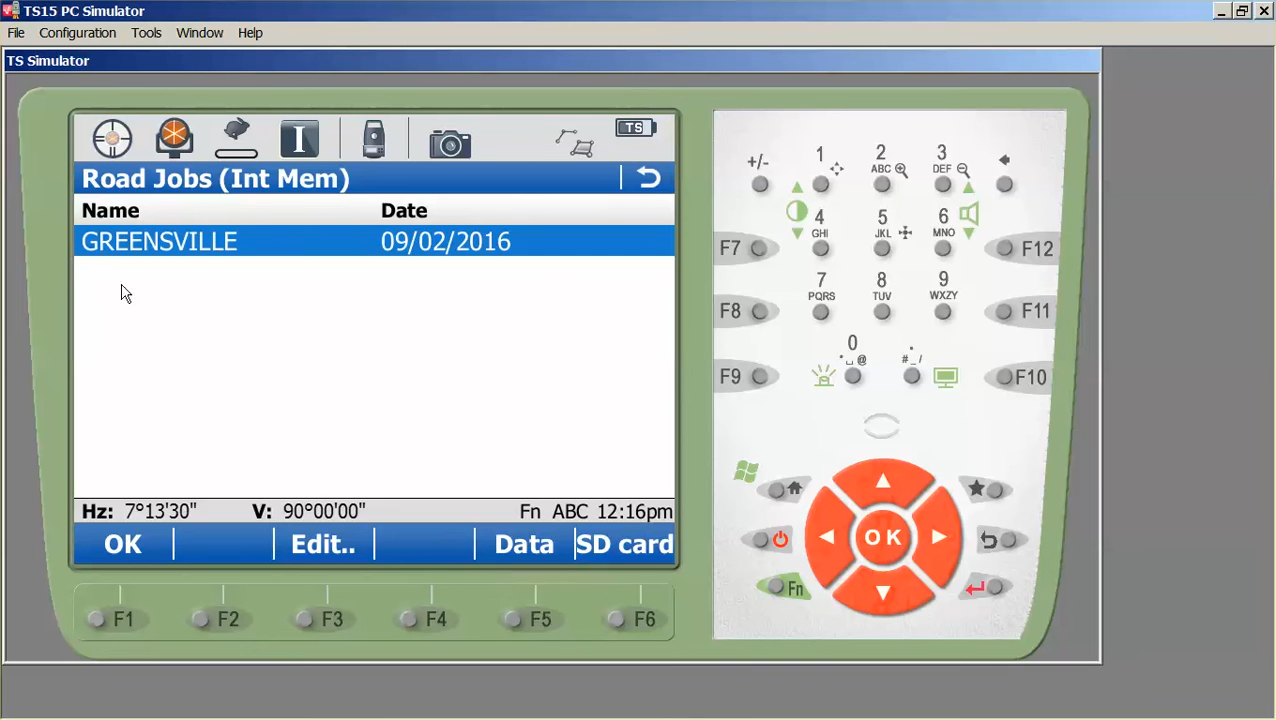 TS15 PC Simulator
File Configuration Tools Window Help
TS Simulator
TS
Road Jobs (Int Mem)
Name Date
GREENSVILLE 09/02/2016
Hz: 7°13'30" V: 90°00'00" Fn ABC 12:16pm
OK Edit.. Data SD card
F1 F2 F3 F4 F5 F6
+/- 1 2 ABC 3 DEF
F7 4 GHI 5 JKL 6 MNO F12
F8 7 PQRS 8 TUV 9 WXZY F11
F9 0 @ . #_/ F10
OK
Fn